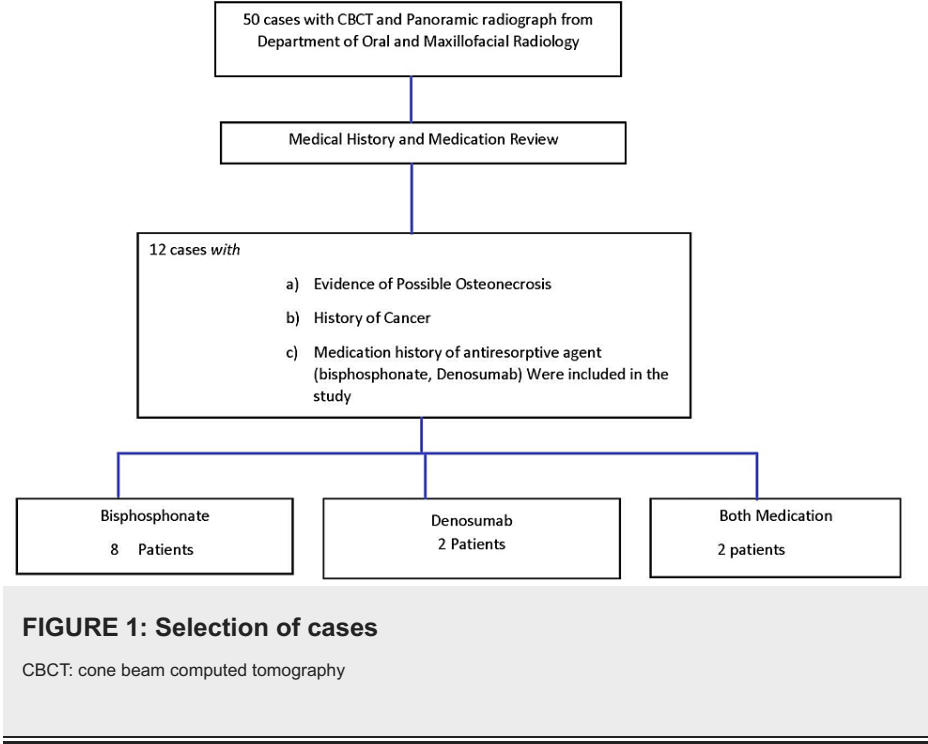 50 cases with CBCT and Panoramic radiograph from
Department of Oral and Maxillofacial Radiology
Medical History and Medication Review
12 cases with
a) Evidence of Possible Osteonecrosis
b) History of Cancer
c) Medication history of antiresorptive agent
(bisphosphonate, Denosumab) Were included in the
study
Bisphosphonate
8 Patients
Denosumab
2 Patients
Both Medication
2 patients
FIGURE 1: Selection of cases
CBCT: cone beam computed tomography